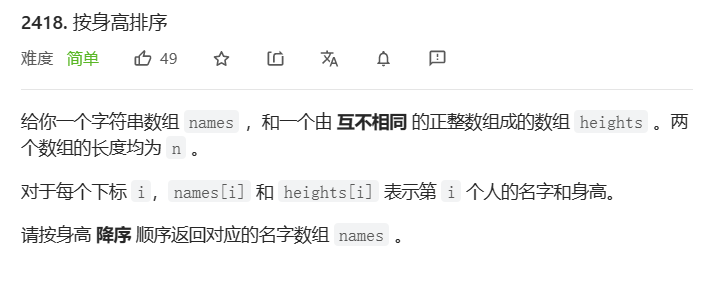 2418. 按身高排序
难度 简单 49
给你一个字符串数组 names ，和一个由 互不相同 的正整数组成的数组 heights 。两
个数组的长度均为 n 。
对于每个下标 i，names[i] 和 heights[i] 表示第 i 个人的名字和身高。
请按身高 降序 顺序返回对应的名字数组 names 。